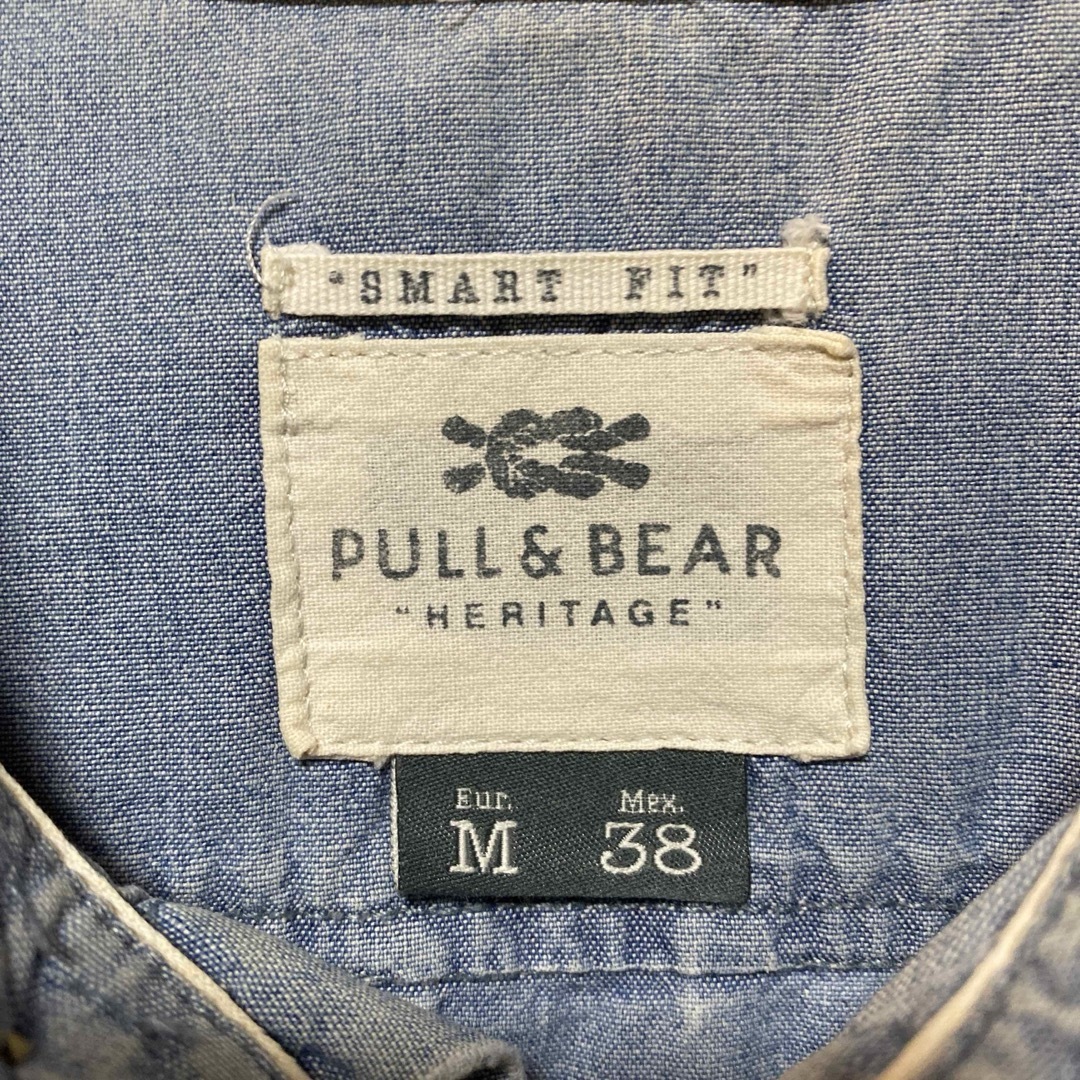 "SMART FIT"
PULL & BEAR
"HERITAGE"
Eur. Mex.
M 38